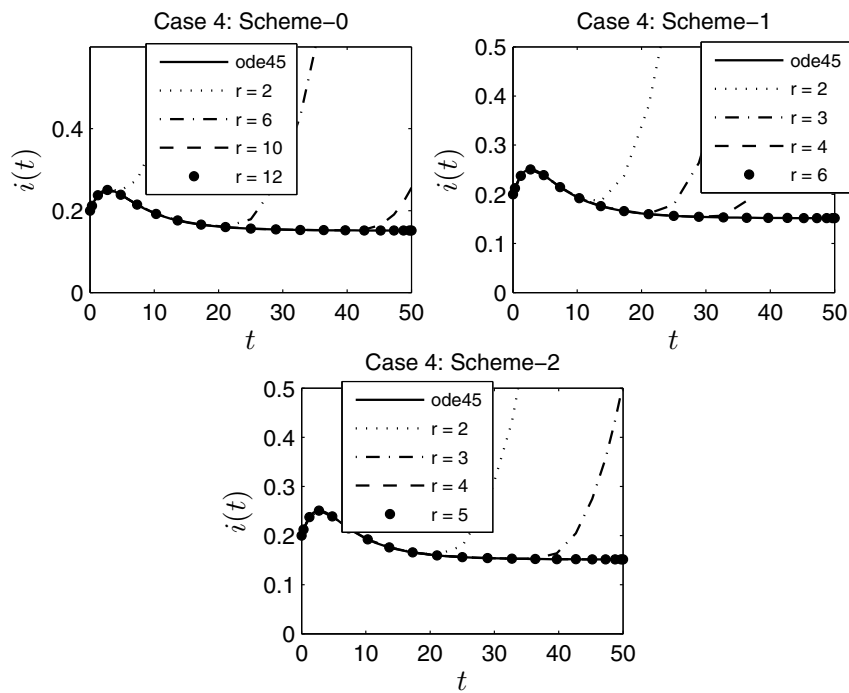 Case 4: Scheme-0
ode45
r = 2
r = 6
r = 10
r = 12
0.4
0.2
0
i(t)
0 10 20 30 40 50
t
Case 4: Scheme-1
ode45
r = 2
r = 3
r = 4
r = 6
0.5
0.4
0.3
0.2
0.1
0
i(t)
0 10 20 30 40 50
t
Case 4: Scheme-2
ode45
r = 2
r = 3
r = 4
r = 5
0.5
0.4
0.3
0.2
0.1
0
i(t)
0 10 20 30 40 50
t